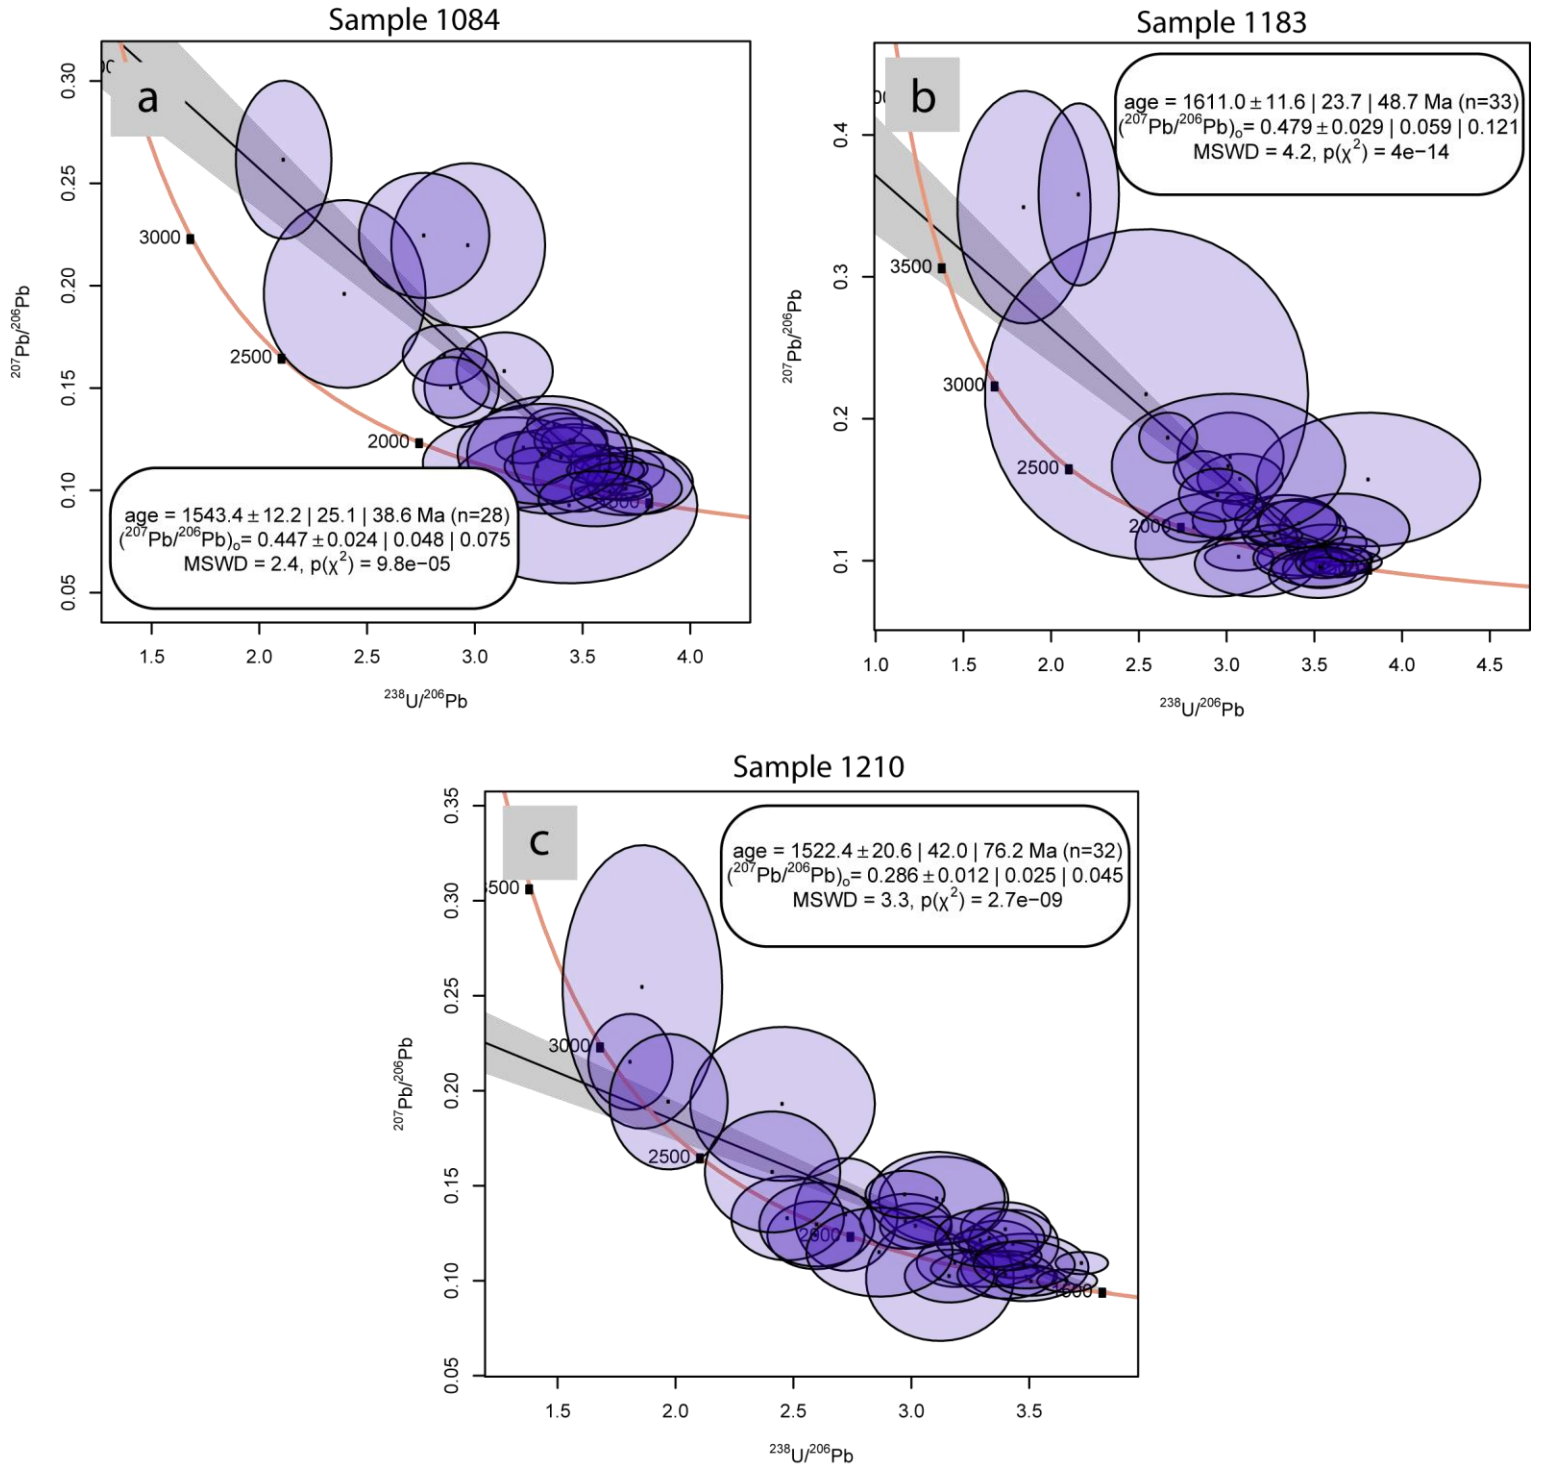 Sample 1084
a
0.30
0.25
0.20
0.15
0.10
0.05
²⁰⁷Pb/²⁰⁶Pb
3000
2500
2000
age = 1543.4 ± 12.2 | 25.1 | 38.6 Ma (n=28)
(²⁰⁷Pb/²⁰⁶Pb)ₒ= 0.447 ± 0.024 | 0.048 | 0.075
MSWD = 2.4, p(χ²) = 9.8e−05
1.5 2.0 2.5 3.0 3.5 4.0
²³⁸U/²⁰⁶Pb
Sample 1183
b
age = 1611.0 ± 11.6 | 23.7 | 48.7 Ma (n=33)
(²⁰⁷Pb/²⁰⁶Pb)ₒ= 0.479 ± 0.029 | 0.059 | 0.121
MSWD = 4.2, p(χ²) = 4e−14
0.4
0.3
0.2
0.1
²⁰⁷Pb/²⁰⁶Pb
3500
3000
2500
2000
1.0 1.5 2.0 2.5 3.0 3.5 4.0 4.5
²³⁸U/²⁰⁶Pb
Sample 1210
c
age = 1522.4 ± 20.6 | 42.0 | 76.2 Ma (n=32)
(²⁰⁷Pb/²⁰⁶Pb)ₒ= 0.286 ± 0.012 | 0.025 | 0.045
MSWD = 3.3, p(χ²) = 2.7e−09
0.35
0.30
0.25
0.20
0.15
0.10
0.05
²⁰⁷Pb/²⁰⁶Pb
3000
2500
2000
1500
1.5 2.0 2.5 3.0 3.5
²³⁸U/²⁰⁶Pb